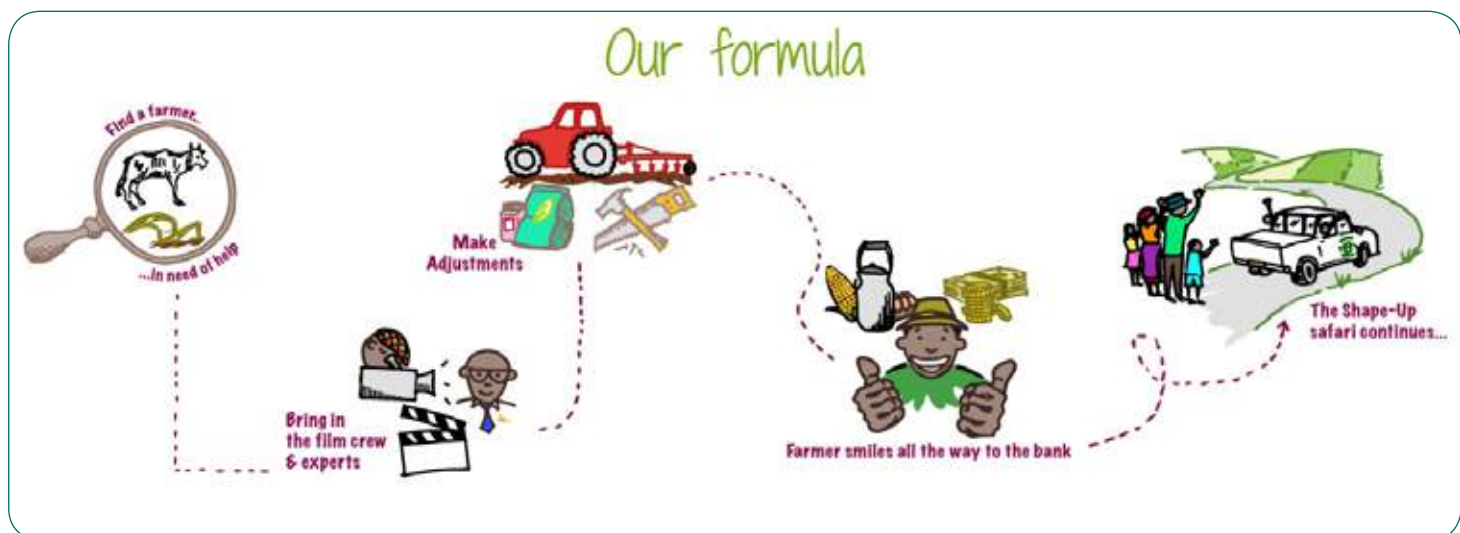 Our formula
Find a farmer..
...in need of help
Bring in
the film crew
& experts
Make
Adjustments
Farmer smiles all the way to the bank
The Shape-Up
safari continues...